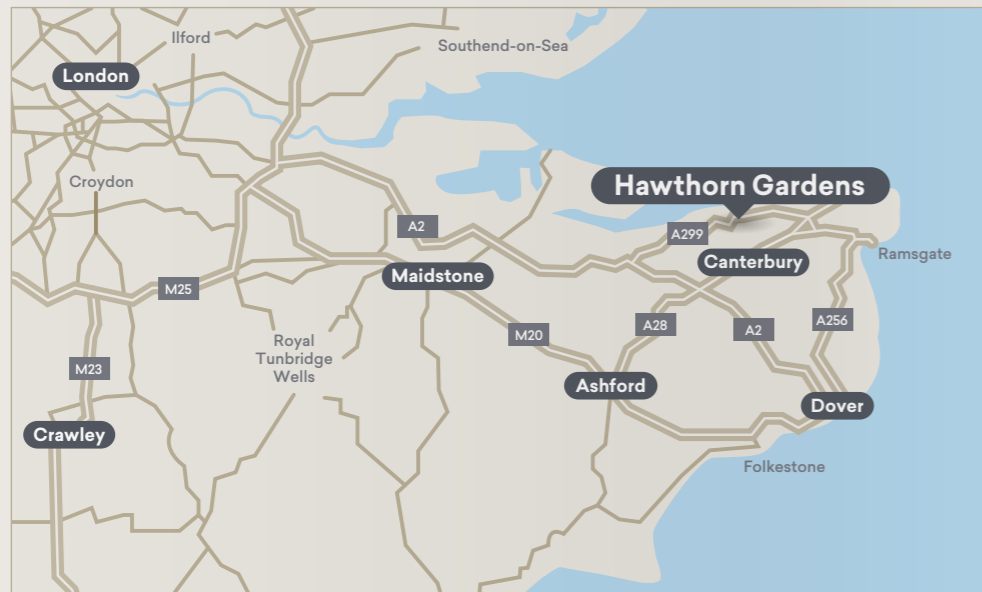 Ilford
Southend-on-Sea
London
Croydon
Hawthorn Gardens
A2
A299
Canterbury
Ramsgate
Maidstone
M25
M20
A28
A2
A256
Royal
Tunbridge
Wells
M23
Ashford
Dover
Crawley
Folkestone